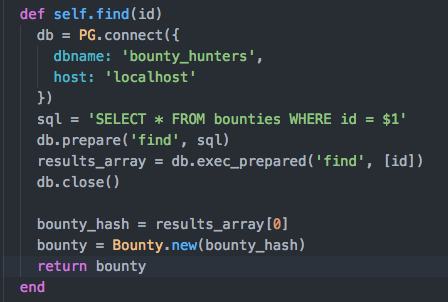 def self.find(id)
  db = PG.connect({
    dbname: 'bounty_hunters',
    host: 'localhost'
  })
  sql = 'SELECT * FROM bounties WHERE id = $1'
  db.prepare('find', sql)
  results_array = db.exec_prepared('find', [id])
  db.close()

  bounty_hash = results_array[0]
  bounty = Bounty.new(bounty_hash)
  return bounty
end